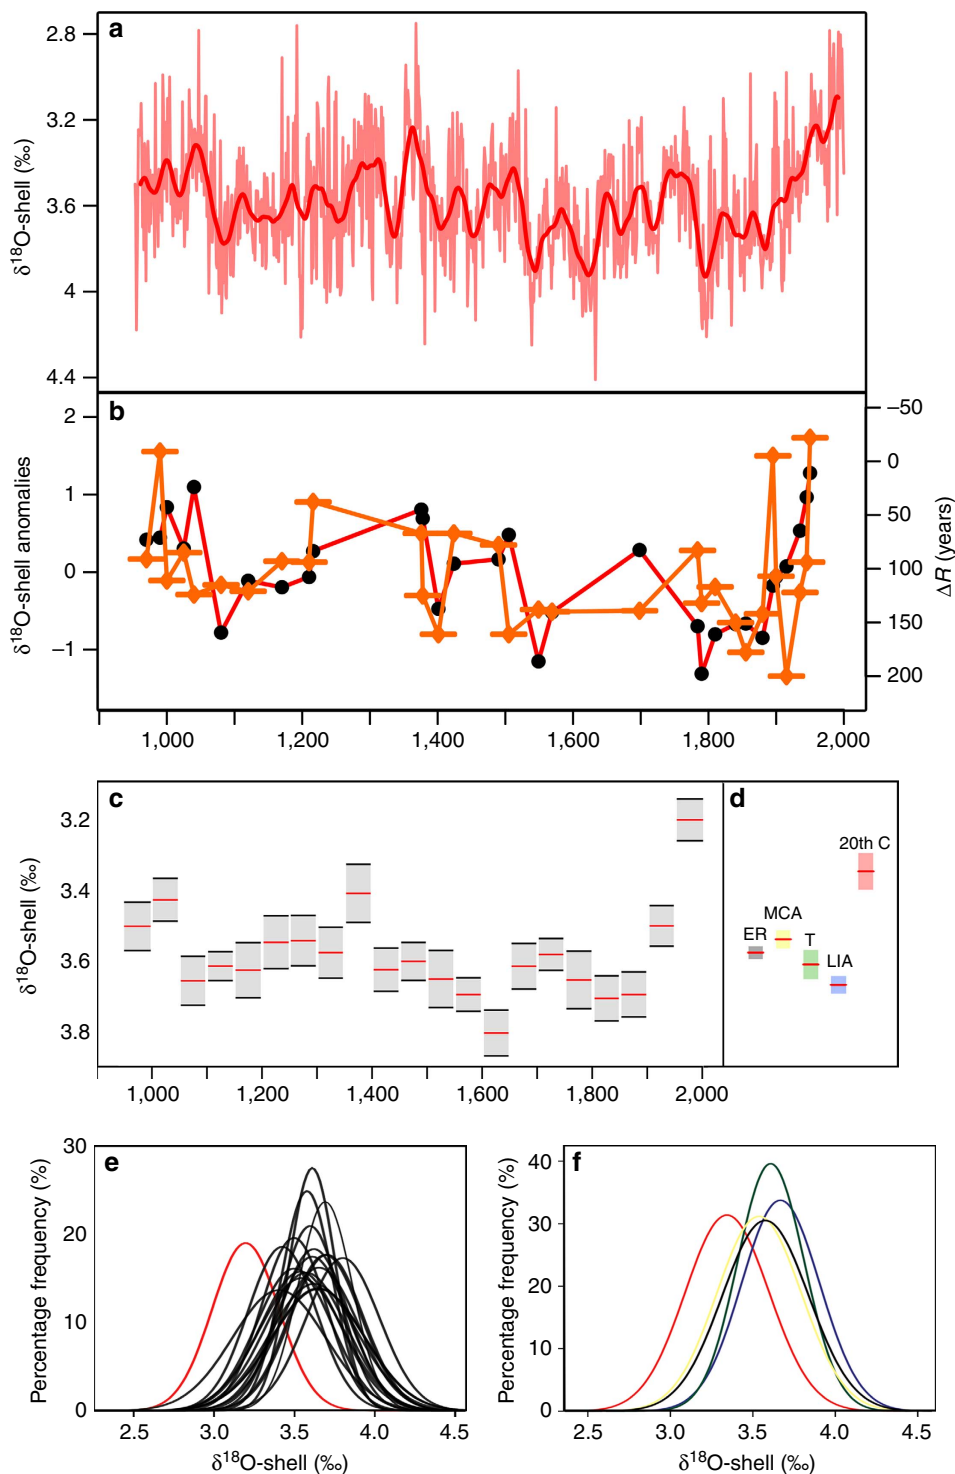 a
2.8
3.2
3.6
4
4.4
δ18O-shell (‰)
b
2
1
0
−1
δ18O-shell anomalies
−50
0
50
100
150
200
ΔR (years)
1,000
1,200
1,400
1,600
1,800
2,000
c
3.2
3.4
3.6
3.8
δ18O-shell (‰)
1,000
1,200
1,400
1,600
1,800
2,000
d
20th C
MCA
ER
T
LIA
e
30
20
10
0
Percentage frequency (%)
2.5
3.0
3.5
4.0
4.5
δ18O-shell (‰)
f
40
30
20
10
0
Percentage frequency (%)
2.5
3.0
3.5
4.0
4.5
δ18O-shell (‰)